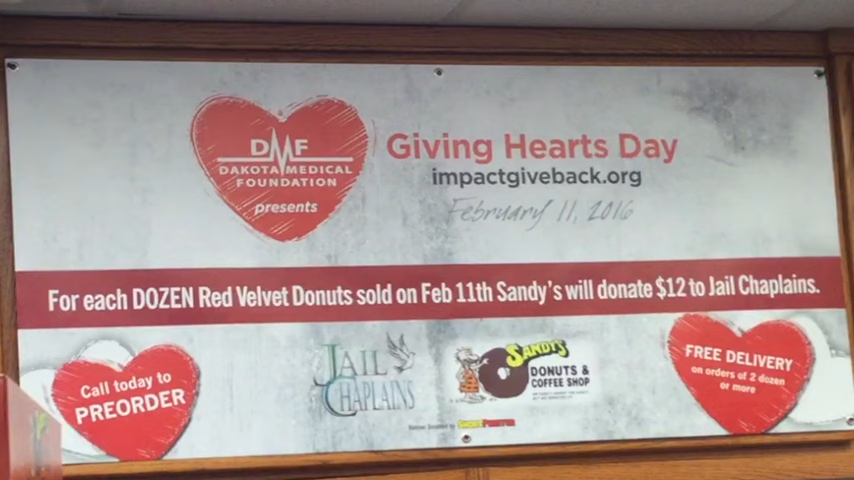 DMF
DAKOTA MEDICAL
FOUNDATION
presents
Giving Hearts Day
impactgiveback.org
February 11, 2016
For each DOZEN Red Velvet Donuts sold on Feb 11th Sandy's will donate $12 to Jail Chaplains.
Call today to
PREORDER
JAIL
CHAPLAINS
SANDY'S
DONUTS &
COFFEE SHOP
FREE DELIVERY
on orders of 2 dozen
or more